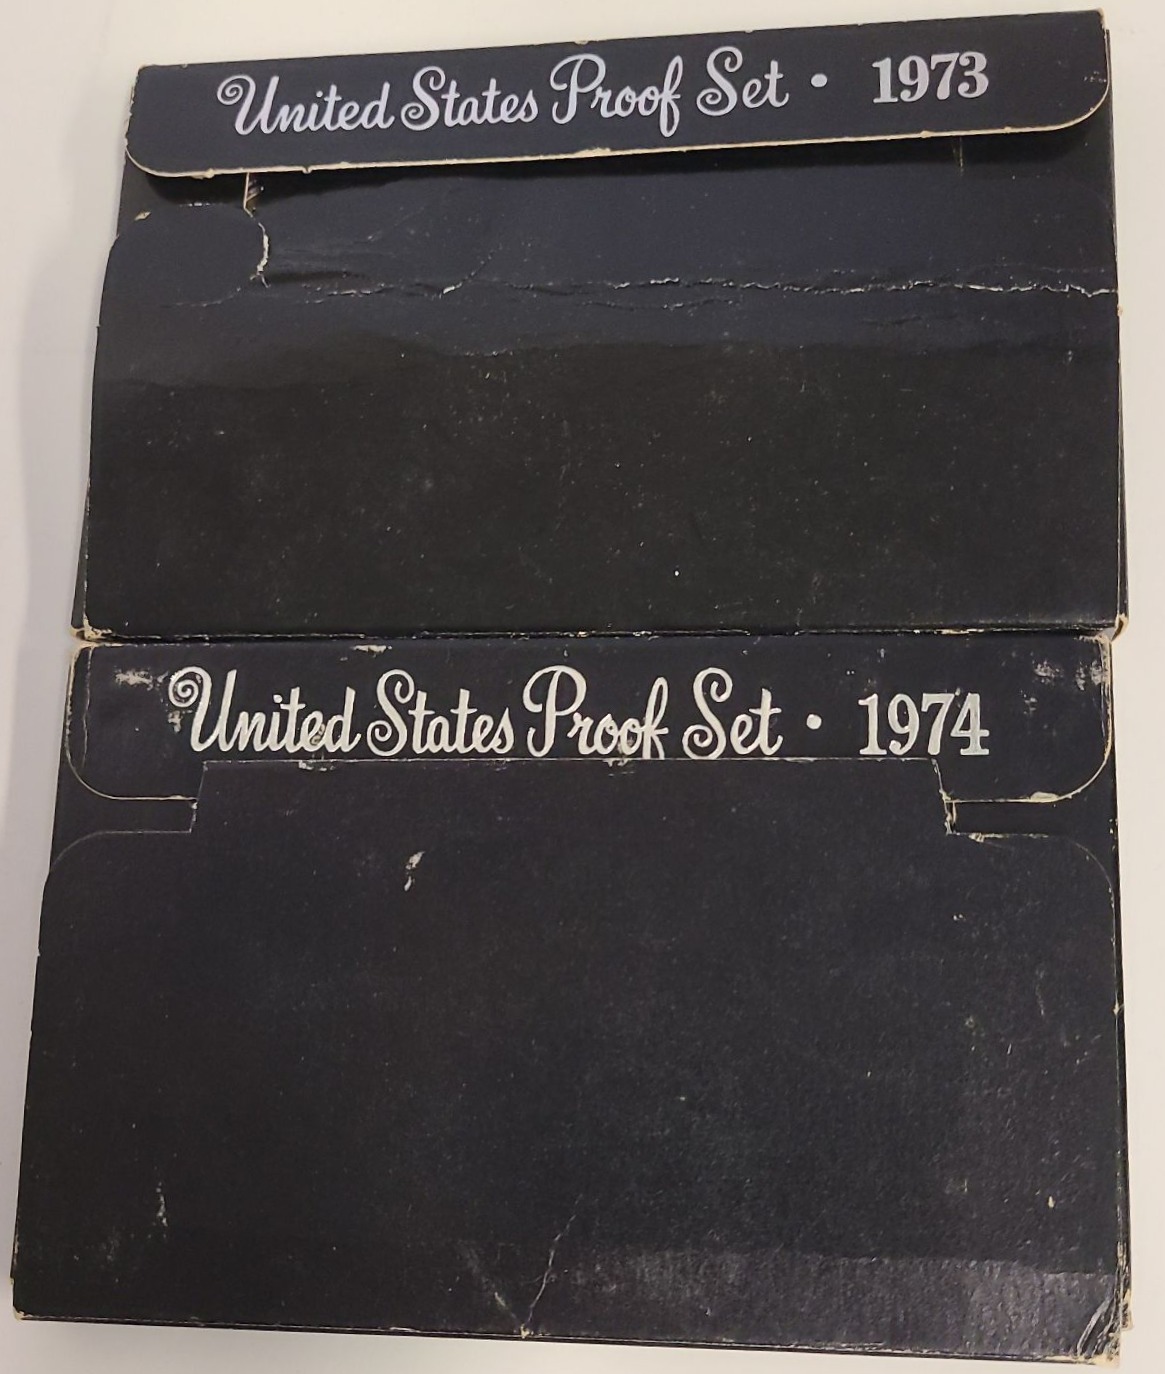 United States Proof Set • 1973
United States Proof Set • 1974